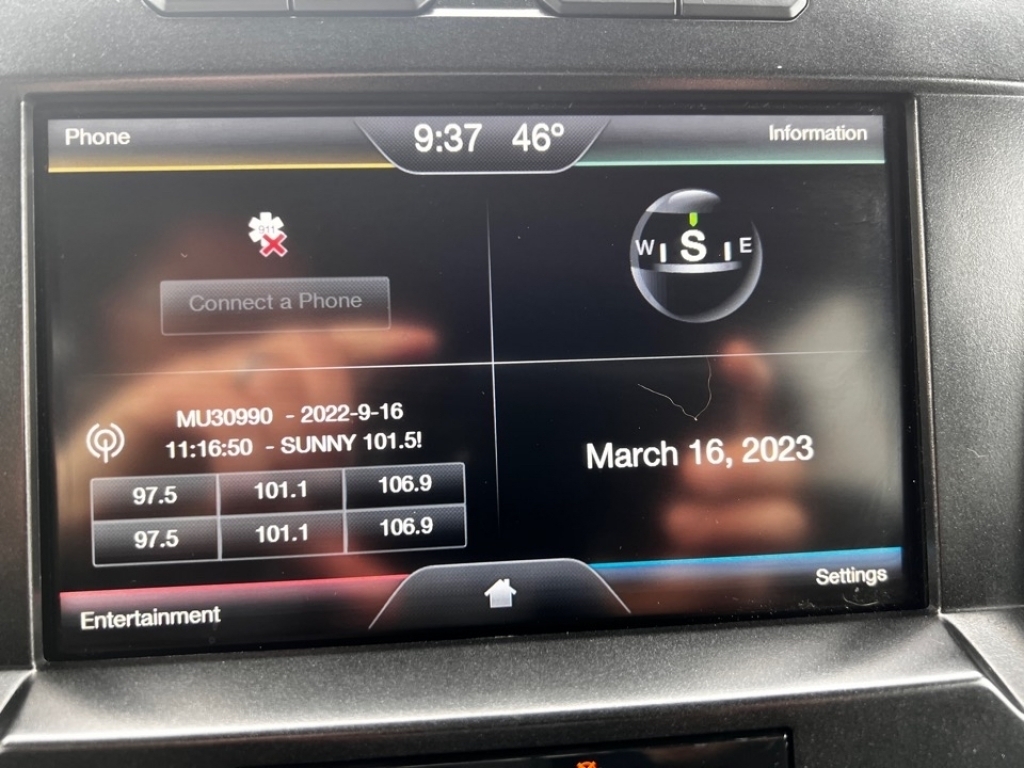 Phone
9:37 46°
Information
911
Connect a Phone
W S E
MU30990 - 2022-9-16
11:16:50 - SUNNY 101.5!
97.5 101.1 106.9
97.5 101.1 106.9
March 16, 2023
Entertainment
Settings